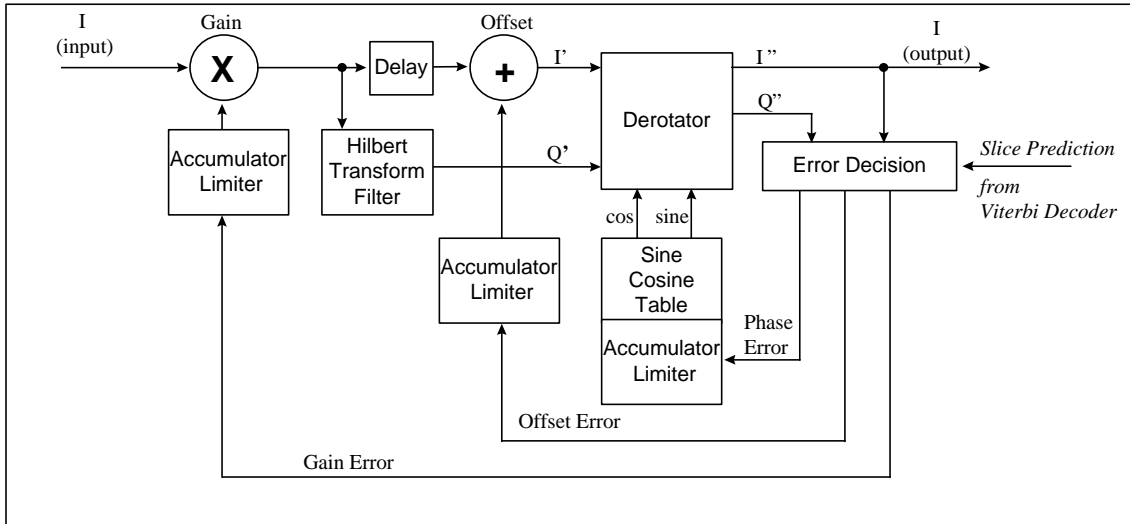 I
(input)
Gain
X
Delay
Offset
+
I'
I"
I
(output)
Q"
Derotator
Accumulator
Limiter
Hilbert
Transform
Filter
Q'
Error Decision
Slice Prediction
from
Viterbi Decoder
cos
sine
Accumulator
Limiter
Sine
Cosine
Table
Phase
Error
Accumulator
Limiter
Offset Error
Gain Error